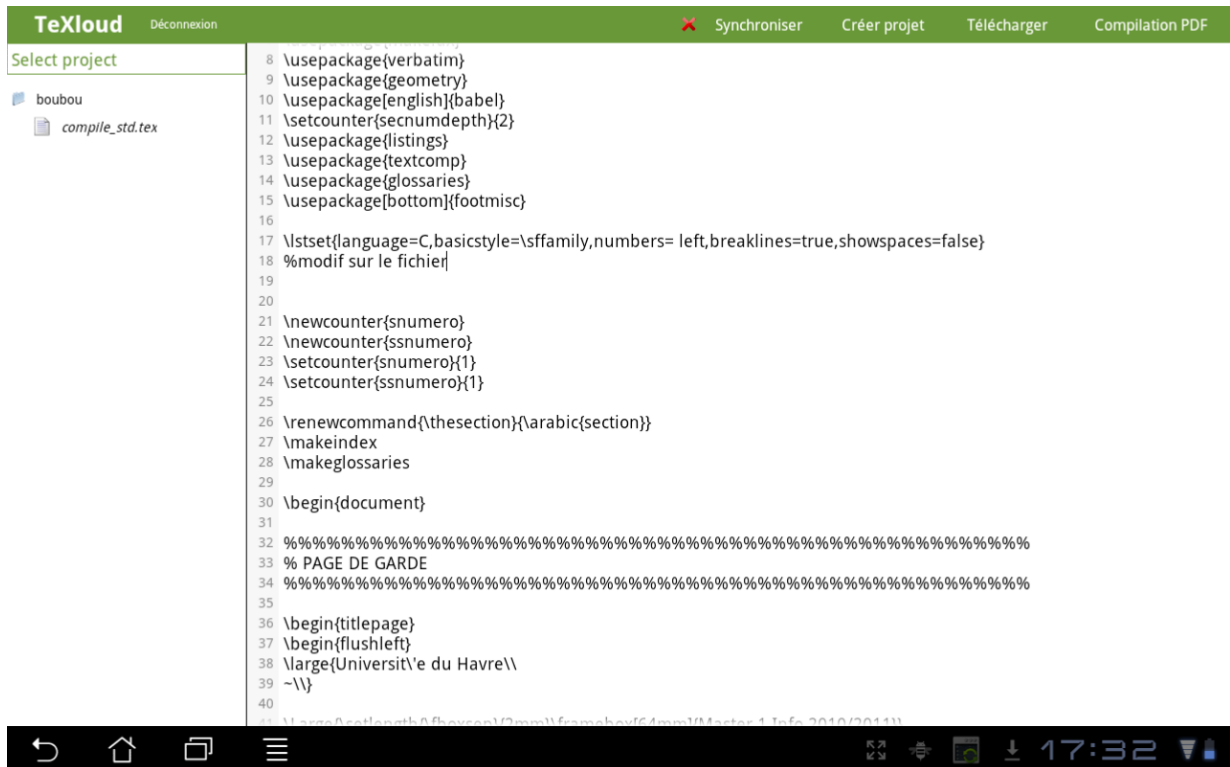 TeXloud Déconnexion Synchroniser Créer projet Télécharger Compilation PDF
Select project
boubou
compile_std.tex
8 \usepackage{verbatim}
9 \usepackage{geometry}
10 \usepackage[english]{babel}
11 \setcounter{secnumdepth}{2}
12 \usepackage{listings}
13 \usepackage{textcomp}
14 \usepackage{glossaries}
15 \usepackage[bottom]{footmisc}
16
17 \lstset{language=C,basicstyle=\sffamily,numbers= left,breaklines=true,showspaces=false}
18 %modif sur le fichier
19
20
21 \newcounter{snumero}
22 \newcounter{ssnumero}
23 \setcounter{snumero}{1}
24 \setcounter{ssnumero}{1}
25
26 \renewcommand{\thesection}{\arabic{section}}
27 \makeindex
28 \makeglossaries
29
30 \begin{document}
31
32 %%%%%%%%%%%%%%%%%%%%%%%%%%%%%%%%%%%%%%%%%%%%%%%%%%%%
33 % PAGE DE GARDE
34 %%%%%%%%%%%%%%%%%%%%%%%%%%%%%%%%%%%%%%%%%%%%%%%%%%%%
35
36 \begin{titlepage}
37 \begin{flushleft}
38 \large{Universit\'e du Havre\\
39 ~\\}
40
17:32